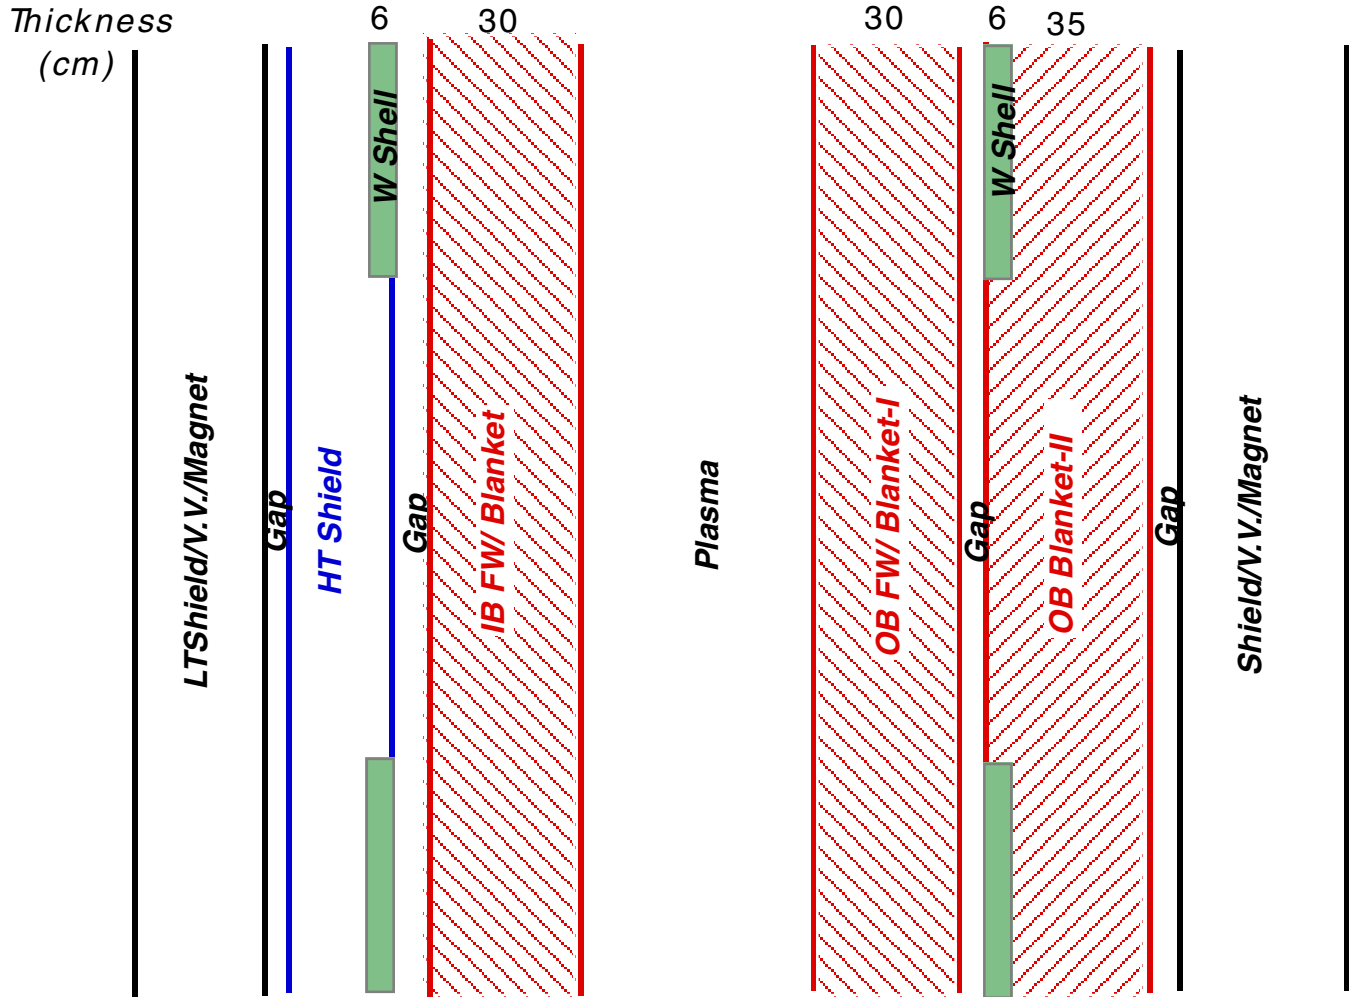 Thickness
(cm)
6
30
30
6
35
W Shell
W Shell
LTShield/V.V./Magnet
Gap
HT Shield
Gap
IB FW/ Blanket
Plasma
OB FW/ Blanket-I
Gap
OB Blanket-II
Gap
Shield/V.V./Magnet